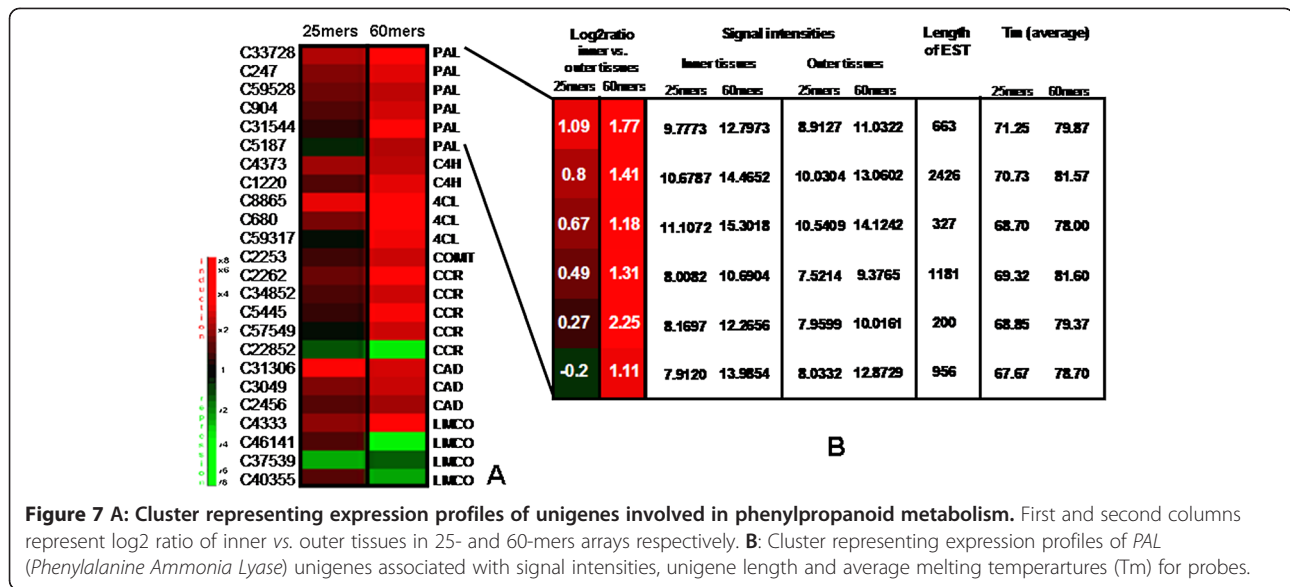 25mers 60mers
C33728 PAL
C247 PAL
C59528 PAL
C904 PAL
C31544 PAL
C5187 PAL
C4373 C4H
C1220 C4H
C8865 4CL
C680 4CL
C59317 4CL
C2253 COMT
C2262 CCR
C34852 CCR
C5445 CCR
C57549 CCR
C22852 CCR
C31306 CAD
C3049 CAD
C2456 CAD
C4333 LMCO
C46141 LMCO
C37539 LMCO
C40355 LMCO
A
induction
x8
x6
x4
x2
1
/2
/4
/6
/8
repression
Log2ratio inner vs. outer tissues
Signal intensities
Length of EST
Tm (average)
Inner tissues Outer tissues
25mers 60mers 25mers 60mers 25mers 60mers 25mers 60mers
1.09 1.77 9.7773 12.7973 8.9127 11.0322 663 71.25 79.87
0.8 1.41 10.6787 14.4652 10.0304 13.0602 2426 70.73 81.57
0.67 1.18 11.1072 15.3018 10.5409 14.1242 327 68.70 78.00
0.49 1.31 8.0082 10.6904 7.5214 9.3765 1181 69.32 81.60
0.27 2.25 8.1697 12.2656 7.9599 10.0161 200 68.85 79.37
-0.2 1.11 7.9120 13.9854 8.0332 12.8729 956 67.67 78.70
B
Figure 7 A: Cluster representing expression profiles of unigenes involved in phenylpropanoid metabolism. First and second columns
represent log2 ratio of inner vs. outer tissues in 25- and 60-mers arrays respectively. B: Cluster representing expression profiles of PAL
(Phenylalanine Ammonia Lyase) unigenes associated with signal intensities, unigene length and average melting temperartures (Tm) for probes.